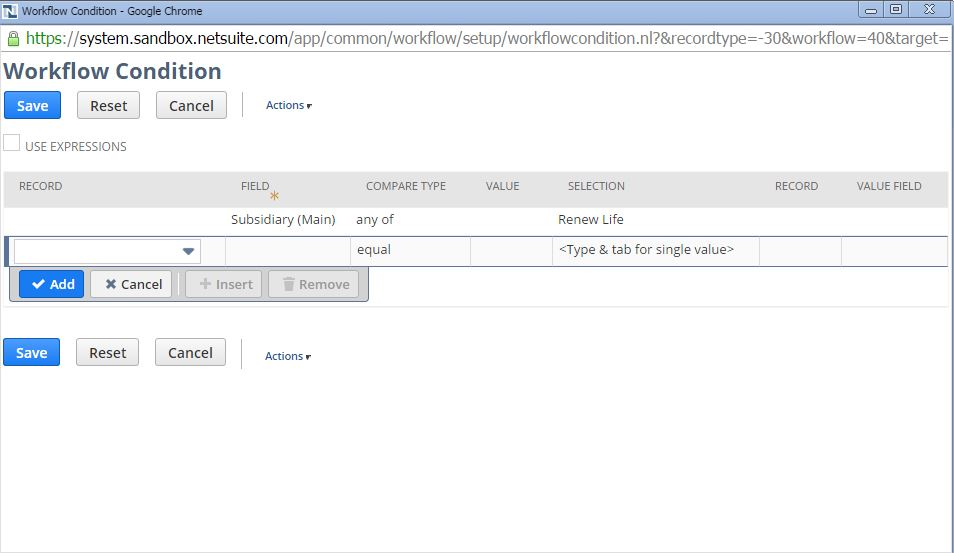 Workflow Condition - Google Chrome
https://system.sandbox.netsuite.com/app/common/workflow/setup/workflowcondition.nl?&recordtype=-30&workflow=40&target=
Workflow Condition
Save Reset Cancel Actions
USE EXPRESSIONS
RECORD FIELD * COMPARE TYPE VALUE SELECTION RECORD VALUE FIELD
Subsidiary (Main) any of Renew Life
equal <Type & tab for single value>
Add Cancel Insert Remove
Save Reset Cancel Actions